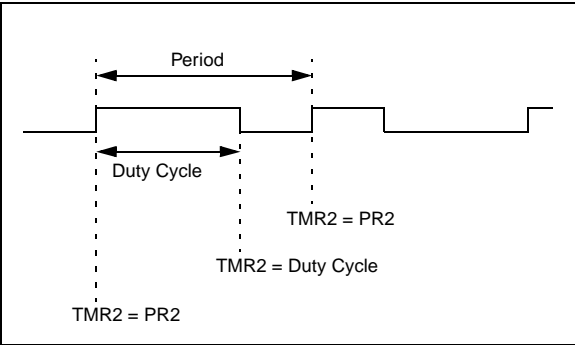 Period
Duty Cycle
TMR2 = PR2
TMR2 = Duty Cycle
TMR2 = PR2